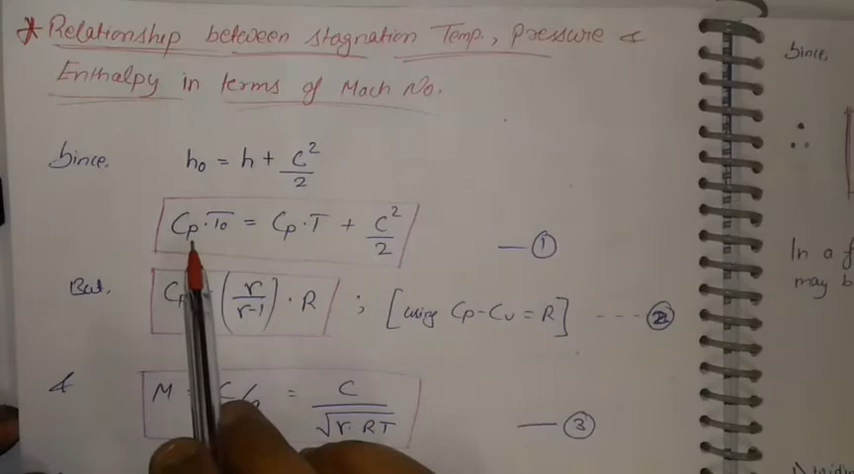 * Relationship between stagnation Temp., Pressure &
Enthalpy in terms of Mach No.
Since, h₀ = h + C²/2
Cp·T₀ = Cp·T + C²/2 — ①
But, Cp = (r/r-1)·R ; [using Cp-Cv = R] --- ②
& M = C/a = C/√r·RT — ③
Since,
∴
In a
may b